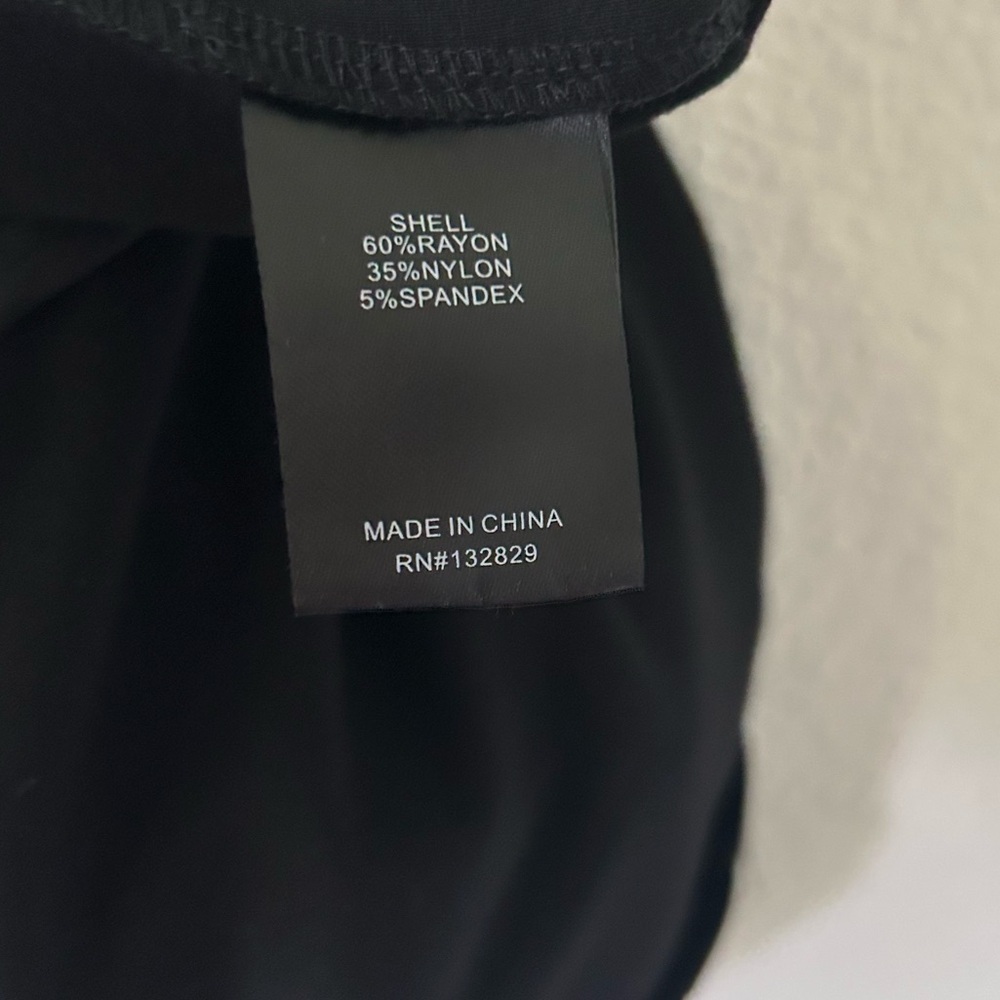 SHELL
60%RAYON
35%NYLON
5%SPANDEX
MADE IN CHINA
RN#132829